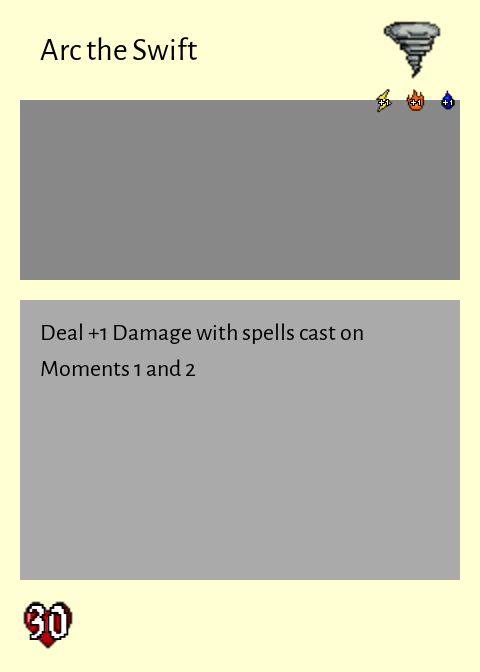 Arc the Swift
+1 +1 +1
Deal +1 Damage with spells cast on
Moments 1 and 2
30